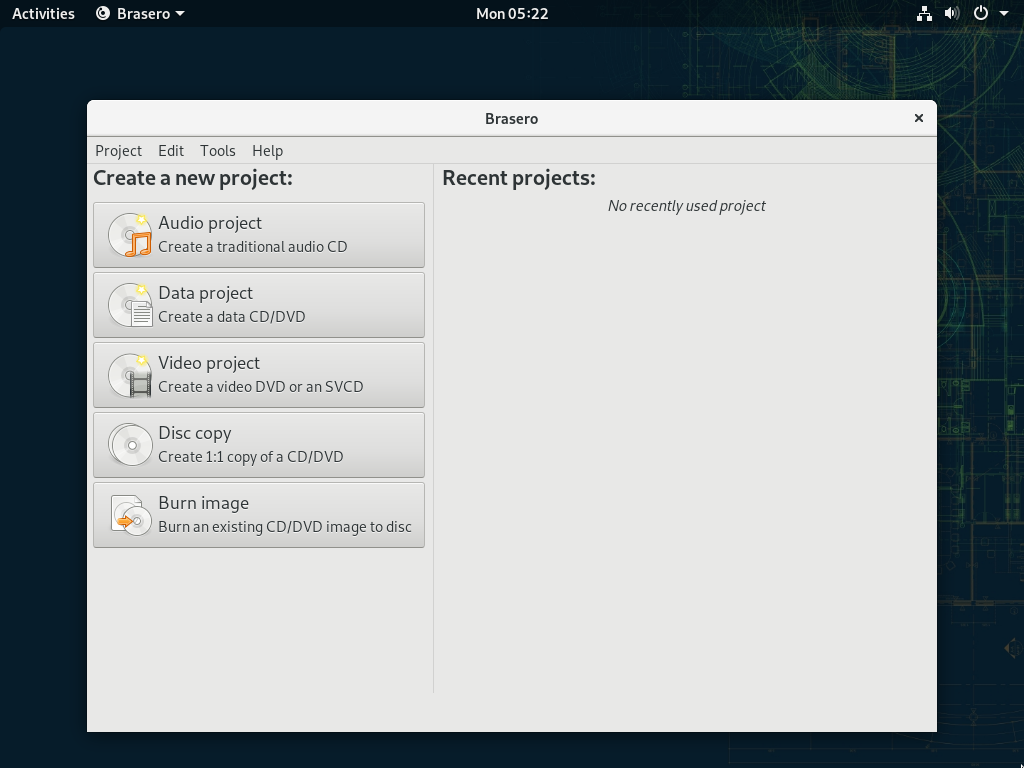 Activities
Brasero
Mon 05:22
Brasero
Project Edit Tools Help
Create a new project:
Audio project
Create a traditional audio CD
Data project
Create a data CD/DVD
Video project
Create a video DVD or an SVCD
Disc copy
Create 1:1 copy of a CD/DVD
Burn image
Burn an existing CD/DVD image to disc
Recent projects:
No recently used project